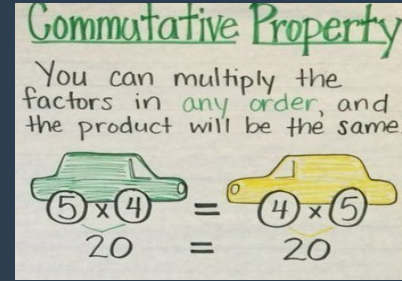 Commutative Property
You can multiply the
factors in any order, and
the product will be the same.
5 x 4 = 4 x 5
20 = 20